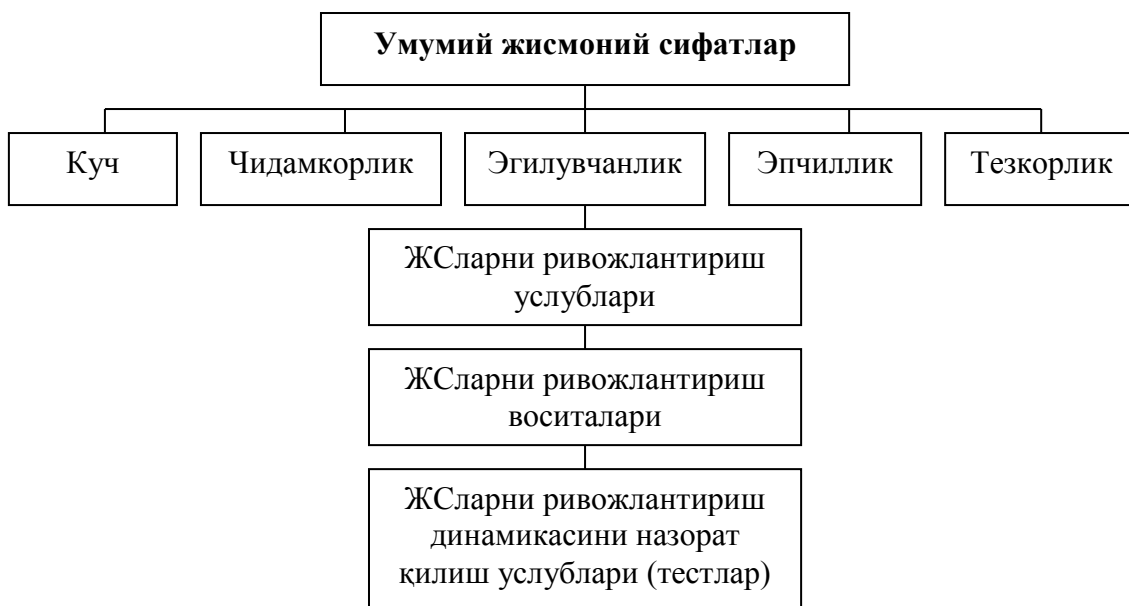 Умумий жисмоний сифатлар
Куч
Чидамкорлик
Эгилувчанлик
Эпчиллик
Тезкорлик
ЖСларни ривожлантириш
услублари
ЖСларни ривожлантириш
воситалари
ЖСларни ривожлантириш
динамикасини назорат
қилиш услублари (тестлар)